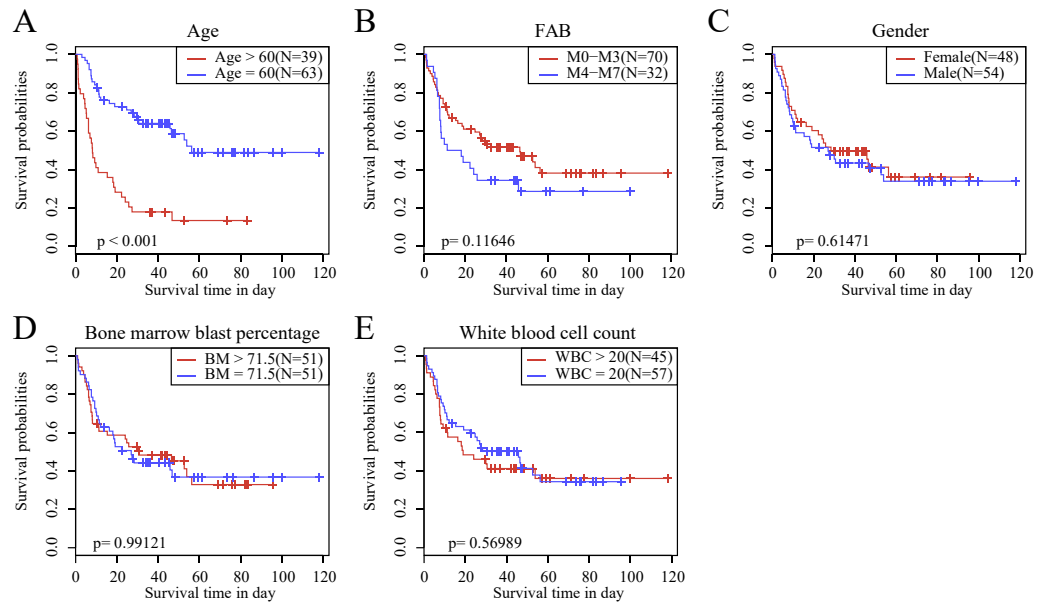 A
Age
Age > 60(N=39)
Age = 60(N=63)
Survival probabilities
0.0 0.2 0.4 0.6 0.8 1.0
p < 0.001
0 20 40 60 80 100 120
Survival time in day
B
FAB
M0−M3(N=70)
M4−M7(N=32)
Survival probabilities
0.0 0.2 0.4 0.6 0.8 1.0
p= 0.11646
0 20 40 60 80 100 120
Survival time in day
C
Gender
Female(N=48)
Male(N=54)
Survival probabilities
0.0 0.2 0.4 0.6 0.8 1.0
p= 0.61471
0 20 40 60 80 100 120
Survival time in day
D
Bone marrow blast percentage
BM > 71.5(N=51)
BM = 71.5(N=51)
Survival probabilities
0.0 0.2 0.4 0.6 0.8 1.0
p= 0.99121
0 20 40 60 80 100 120
Survival time in day
E
White blood cell count
WBC > 20(N=45)
WBC = 20(N=57)
Survival probabilities
0.0 0.2 0.4 0.6 0.8 1.0
p= 0.56989
0 20 40 60 80 100 120
Survival time in day